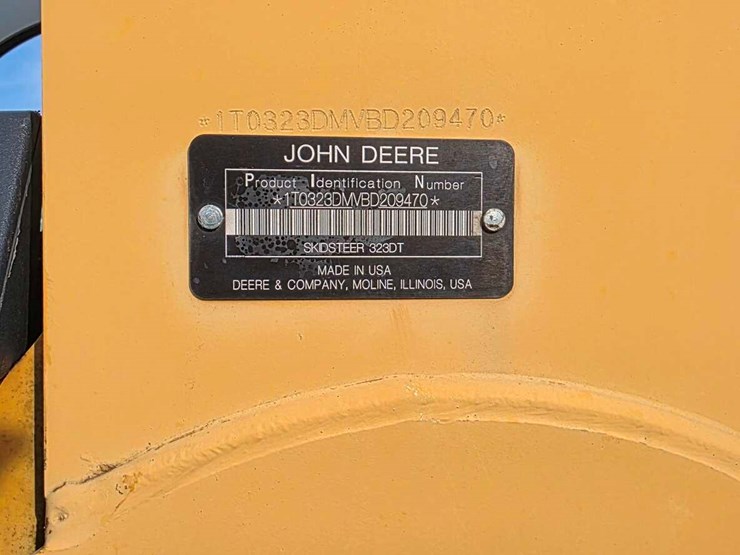 *1T0323DMVBD209470*
JOHN DEERE
Product Identification Number
*1T0323DMVBD209470*
SKIDSTEER 323DT
MADE IN USA
DEERE & COMPANY, MOLINE, ILLINOIS, USA